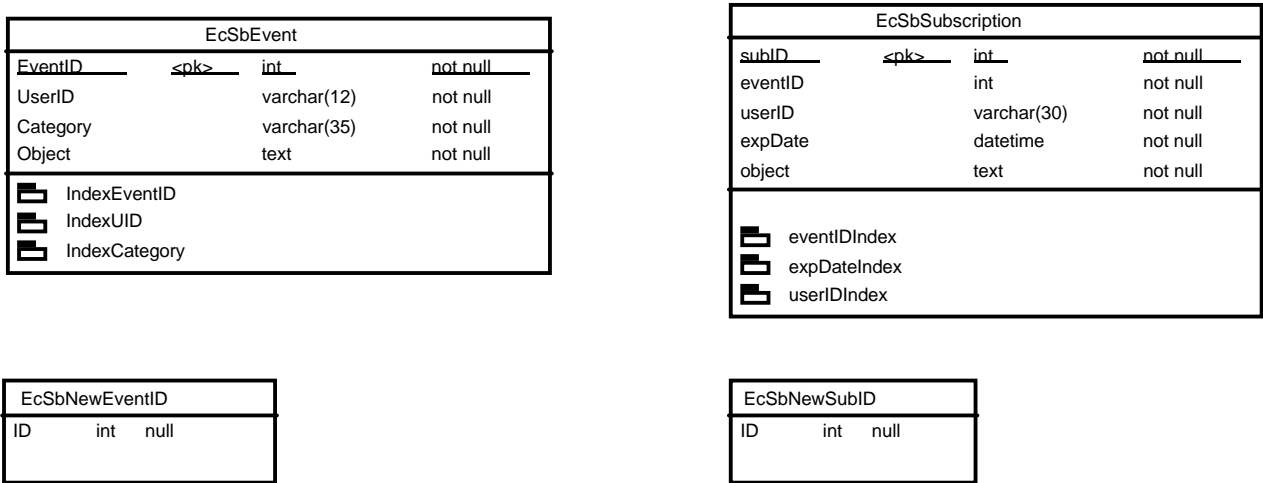 EcSbEvent
EventID <pk> int not null
UserID varchar(12) not null
Category varchar(35) not null
Object text not null
IndexEventID
IndexUID
IndexCategory
EcSbSubscription
subID <pk> int not null
eventID int not null
userID varchar(30) not null
expDate datetime not null
object text not null
eventIDIndex
expDateIndex
userIDIndex
EcSbNewEventID
ID int null
EcSbNewSubID
ID int null